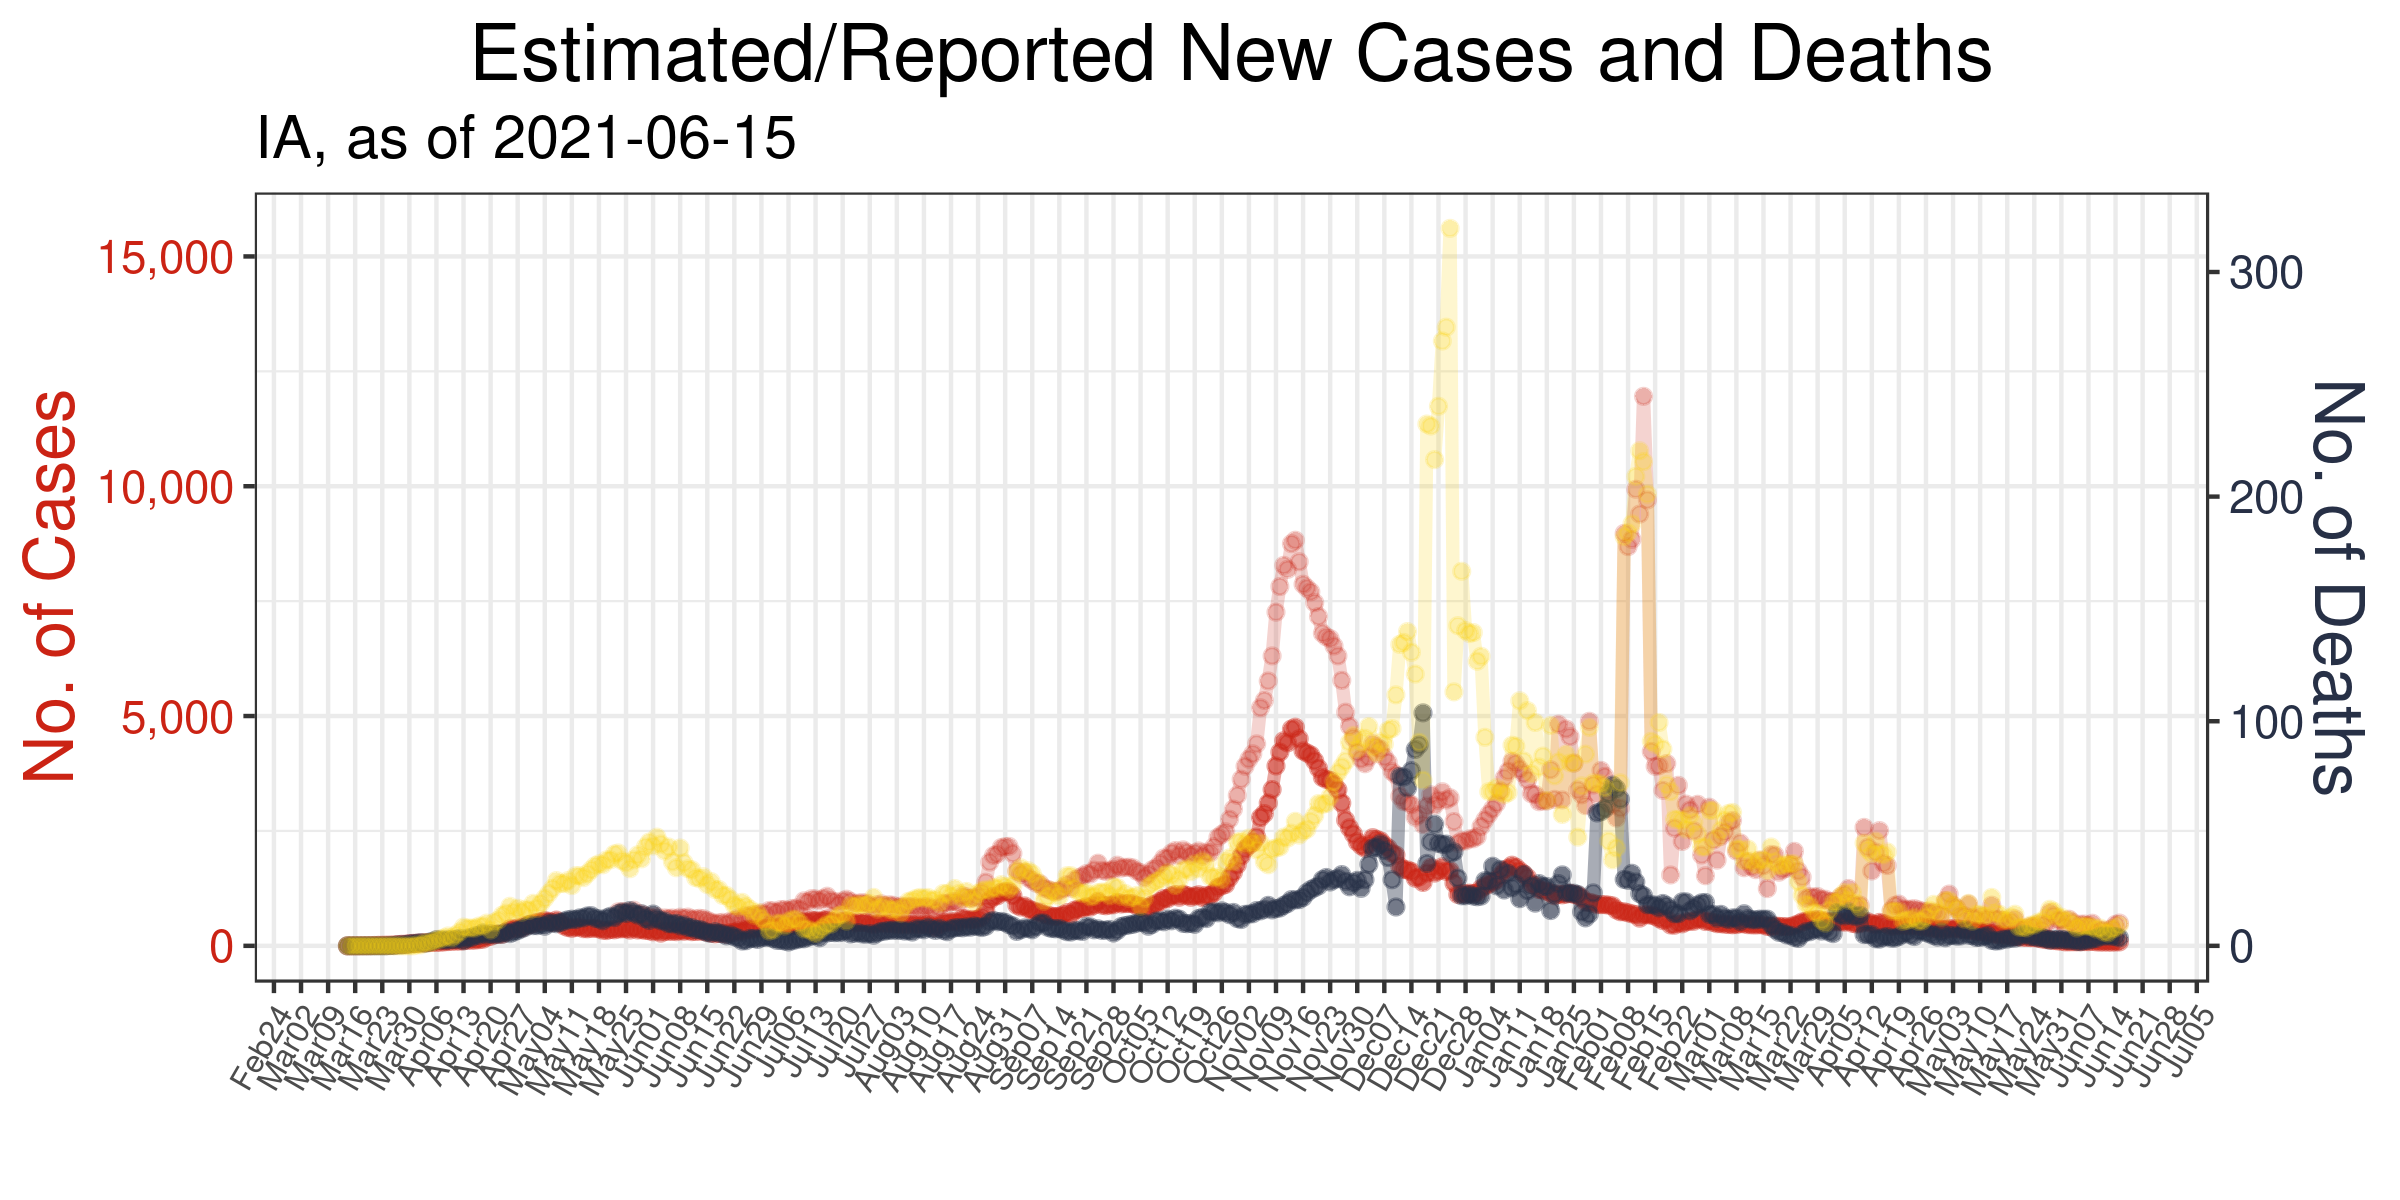 Estimated/Reported New Cases and Deaths
IA, as of 2021-06-15
No. of Cases
15,000
10,000
5,000
0
300
200
100
0
No. of Deaths
Feb24
Mar02
Mar09
Mar16
Mar23
Mar30
Apr06
Apr13
Apr20
Apr27
May04
May11
May18
May25
Jun01
Jun08
Jun15
Jun22
Jun29
Jul06
Jul13
Jul20
Jul27
Aug03
Aug10
Aug17
Aug24
Aug31
Sep07
Sep14
Sep21
Sep28
Oct05
Oct12
Oct19
Oct26
Nov02
Nov09
Nov16
Nov23
Nov30
Dec07
Dec14
Dec21
Dec28
Jan04
Jan11
Jan18
Jan25
Feb01
Feb08
Feb15
Feb22
Mar01
Mar08
Mar15
Mar22
Mar29
Apr05
Apr12
Apr19
Apr26
May03
May10
May17
May24
May31
Jun07
Jun14
Jun21
Jun28
Jul05